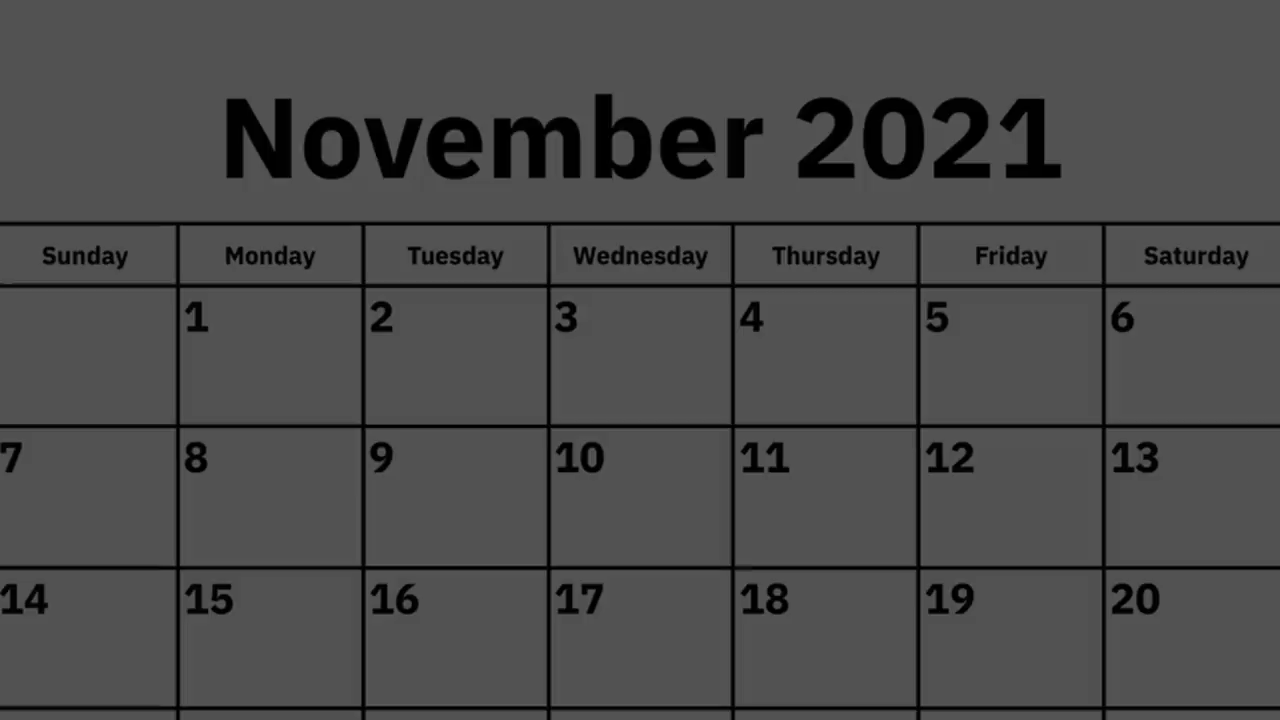 November 2021
Sunday Monday Tuesday Wednesday Thursday Friday Saturday
1 2 3 4 5 6
7 8 9 10 11 12 13
14 15 16 17 18 19 20